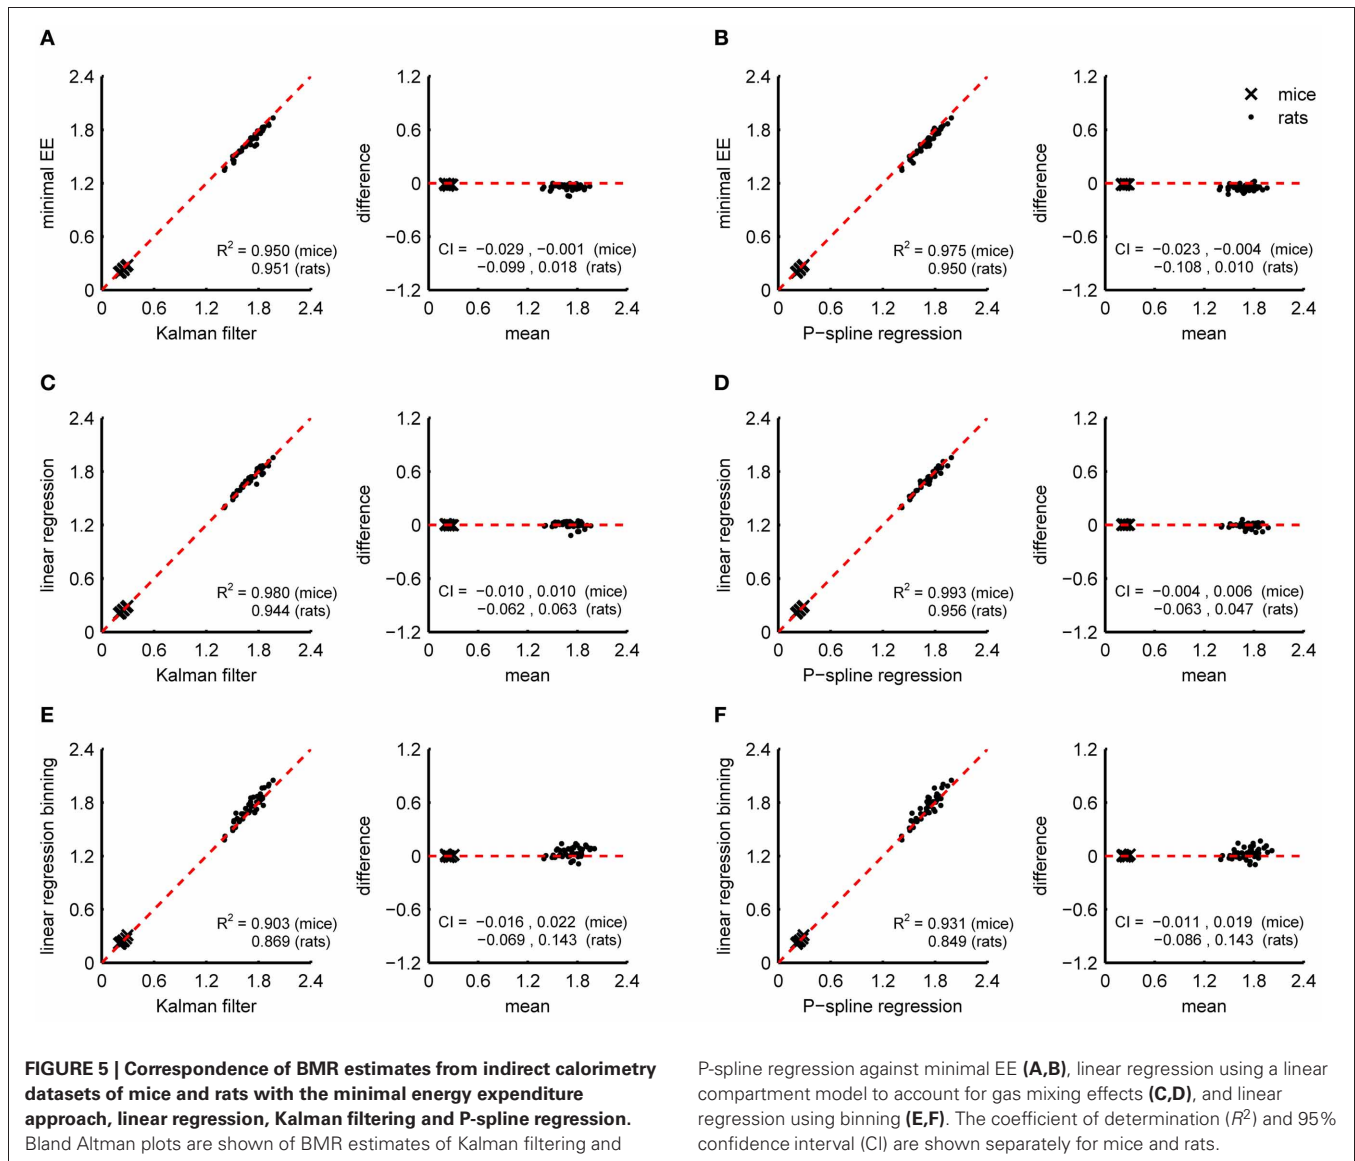 A
2.4
1.8
1.2
0.6
0
0 0.6 1.2 1.8 2.4
minimal EE
Kalman filter
R² = 0.950 (mice)
0.951 (rats)
1.2
0.6
0
−0.6
−1.2
0 0.6 1.2 1.8 2.4
difference
mean
CI = −0.029 , −0.001 (mice)
−0.099 , 0.018 (rats)
B
2.4
1.8
1.2
0.6
0
0 0.6 1.2 1.8 2.4
minimal EE
P−spline regression
R² = 0.975 (mice)
0.950 (rats)
1.2
0.6
0
−0.6
−1.2
0 0.6 1.2 1.8 2.4
difference
mean
mice
rats
CI = −0.023 , −0.004 (mice)
−0.108 , 0.010 (rats)
C
2.4
1.8
1.2
0.6
0
0 0.6 1.2 1.8 2.4
linear regression
Kalman filter
R² = 0.980 (mice)
0.944 (rats)
1.2
0.6
0
−0.6
−1.2
0 0.6 1.2 1.8 2.4
difference
mean
CI = −0.010 , 0.010 (mice)
−0.062 , 0.063 (rats)
D
2.4
1.8
1.2
0.6
0
0 0.6 1.2 1.8 2.4
linear regression
P−spline regression
R² = 0.993 (mice)
0.956 (rats)
1.2
0.6
0
−0.6
−1.2
0 0.6 1.2 1.8 2.4
difference
mean
CI = −0.004 , 0.006 (mice)
−0.063 , 0.047 (rats)
E
2.4
1.8
1.2
0.6
0
0 0.6 1.2 1.8 2.4
linear regression binning
Kalman filter
R² = 0.903 (mice)
0.869 (rats)
1.2
0.6
0
−0.6
−1.2
0 0.6 1.2 1.8 2.4
difference
mean
CI = −0.016 , 0.022 (mice)
−0.069 , 0.143 (rats)
F
2.4
1.8
1.2
0.6
0
0 0.6 1.2 1.8 2.4
linear regression binning
P−spline regression
R² = 0.931 (mice)
0.849 (rats)
1.2
0.6
0
−0.6
−1.2
0 0.6 1.2 1.8 2.4
difference
mean
CI = −0.011 , 0.019 (mice)
−0.086 , 0.143 (rats)
FIGURE 5 | Correspondence of BMR estimates from indirect calorimetry
datasets of mice and rats with the minimal energy expenditure
approach, linear regression, Kalman filtering and P-spline regression.
Bland Altman plots are shown of BMR estimates of Kalman filtering and
P-spline regression against minimal EE (A,B), linear regression using a linear
compartment model to account for gas mixing effects (C,D), and linear
regression using binning (E,F). The coefficient of determination (R²) and 95%
confidence interval (CI) are shown separately for mice and rats.